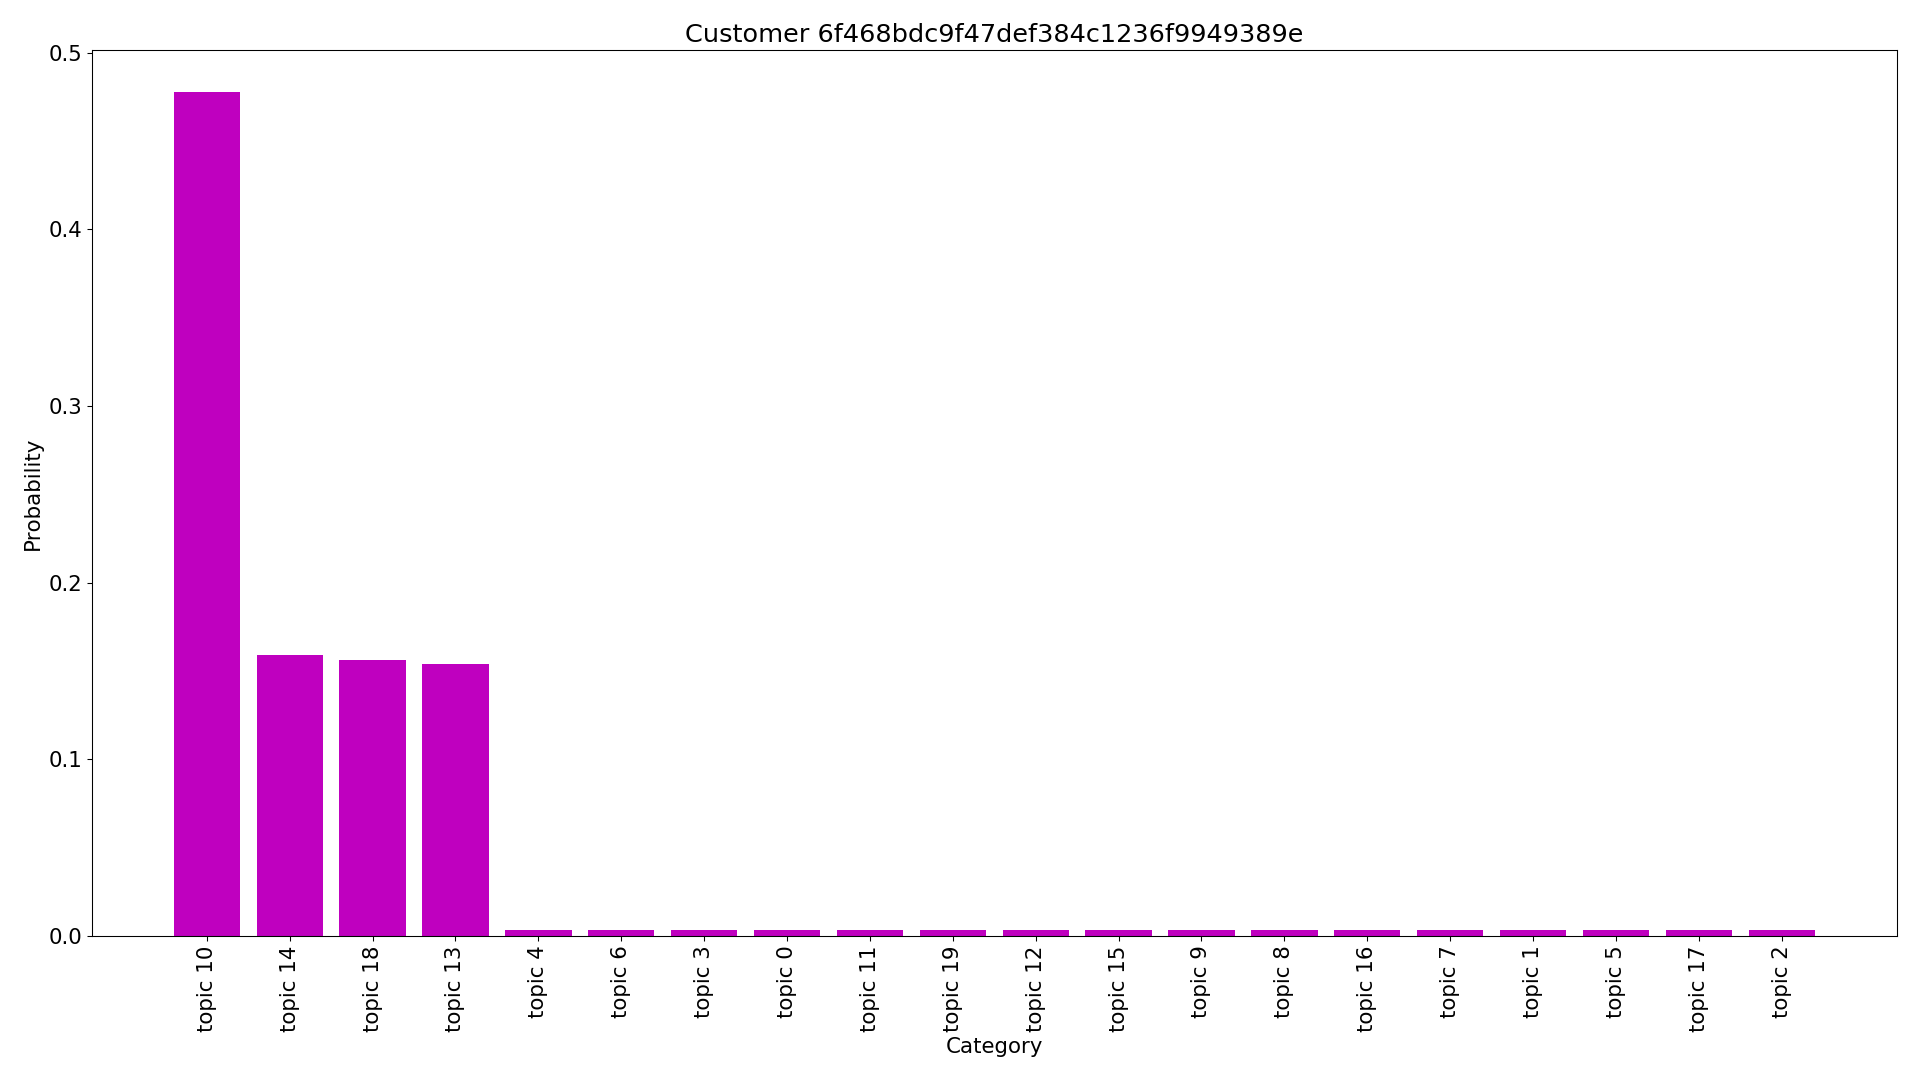 Customer 6f468bdc9f47def384c1236f9949389e
0.5
0.4
0.3
0.2
0.1
0.0
Probability
topic 10
topic 14
topic 18
topic 13
topic 4
topic 6
topic 3
topic 0
topic 11
topic 19
topic 12
topic 15
topic 9
topic 8
topic 16
topic 7
topic 1
topic 5
topic 17
topic 2
Category